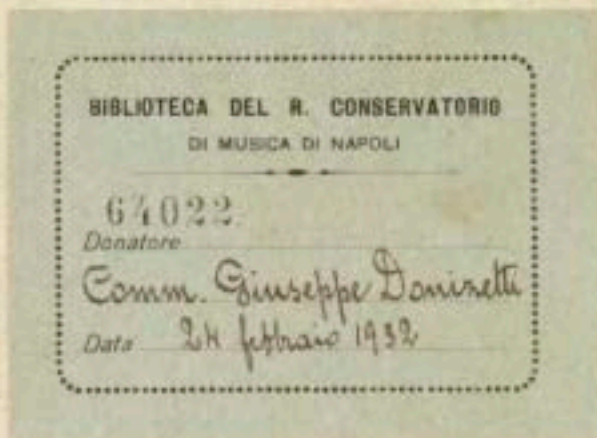 BIBLIOTECA DEL R. CONSERVATORIO
DI MUSICA DI NAPOLI
64022
Donatore
Comm. Giuseppe Donizetti
Data 24 febbraio 1932